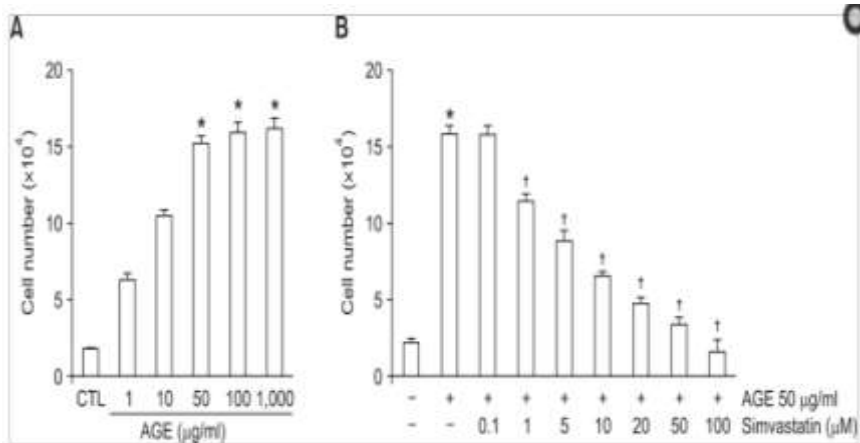 A
Cell number (×10⁴)
20
15
10
5
0
* * *
CTL 1 10 50 100 1,000
AGE (μg/ml)
B
Cell number (×10⁴)
20
15
10
5
0
*
† † † † † †
− + + + + + + + + AGE 50 μg/ml
− − 0.1 1 5 10 20 50 100 Simvastatin (μM)
C